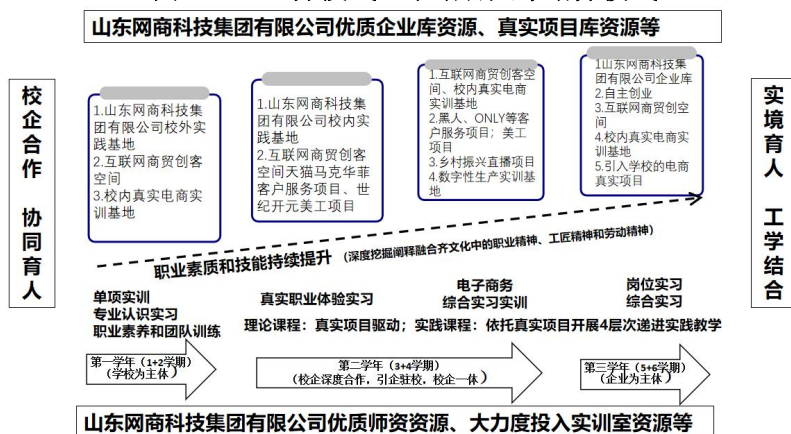 山东网商科技集团有限公司优质企业库资源、真实项目库资源等
校企合作 协同育人
1.山东网商科技集
团有限公司校外实
践基地
2.互联网商贸创客
空间
3.校内真实电商实
训基地
1.山东网商科技集
团有限公司校内实
践基地
2.互联网商贸创客
空间天猫马克华菲
客户服务项目、世
纪开元美工项目
1.互联网商贸创客空
间、校内真实电商
实训基地
2.黑人、ONLY等客
户服务项目；美工
项目
3.乡村振兴直播项目
4.数字性生产实训基
地
1山东网商科技集
团有限公司企业库
2.自主创业
3.互联网商贸创空
间
4.校内真实电商实
训基地
5.引入学校的电商
真实项目
实境育人 工学结合
职业素质和技能持续提升（深度挖掘阐释融合齐文化中的职业精神、工匠精神和劳动精神）
单项实训
专业认识实习
职业素养和团队训练
真实职业体验实习
电子商务
综合实习实训
岗位实习
综合实习
理论课程：真实项目驱动；实践课程：依托真实项目开展4层次递进实践教学
第一学年（1+2学期）
（学校为主体）
第二学年（3+4学期）
（校企深度合作，引企驻校，校企一体）
第三学年（5+6学期）
（企业为主体）
山东网商科技集团有限公司优质师资资源、大力度投入实训室资源等